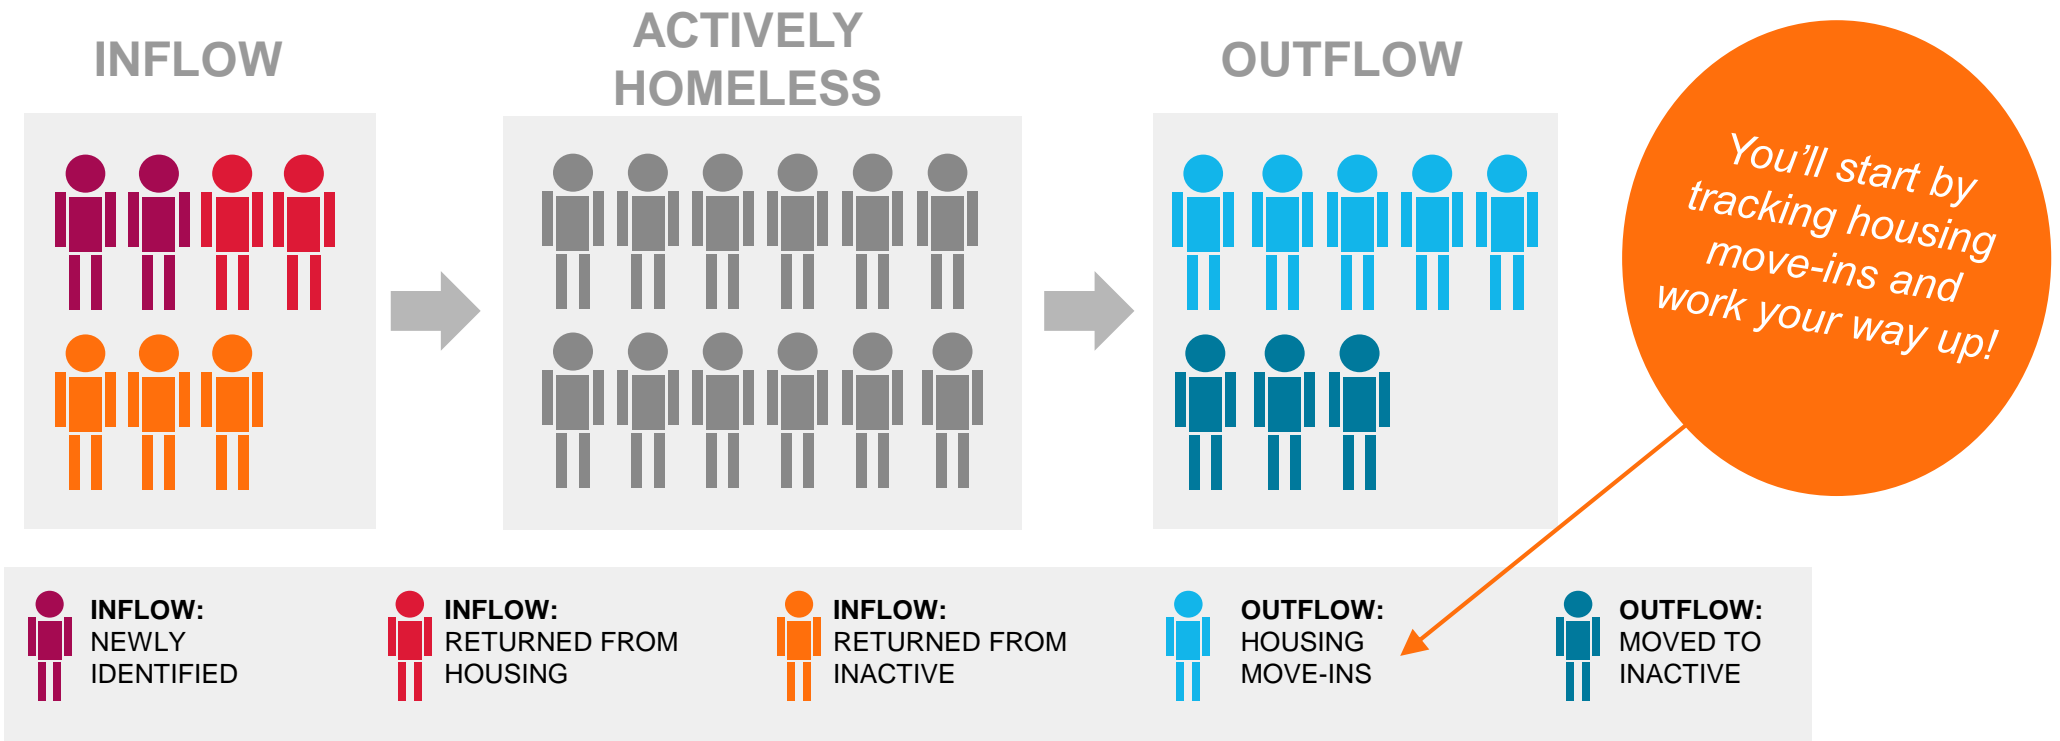 INFLOW
ACTIVELY
HOMELESS
OUTFLOW
You’ll start by
tracking housing
move-ins and
work your way up!
INFLOW:
NEWLY
IDENTIFIED
INFLOW:
RETURNED FROM
HOUSING
INFLOW:
RETURNED FROM
INACTIVE
OUTFLOW:
HOUSING
MOVE-INS
OUTFLOW:
MOVED TO
INACTIVE